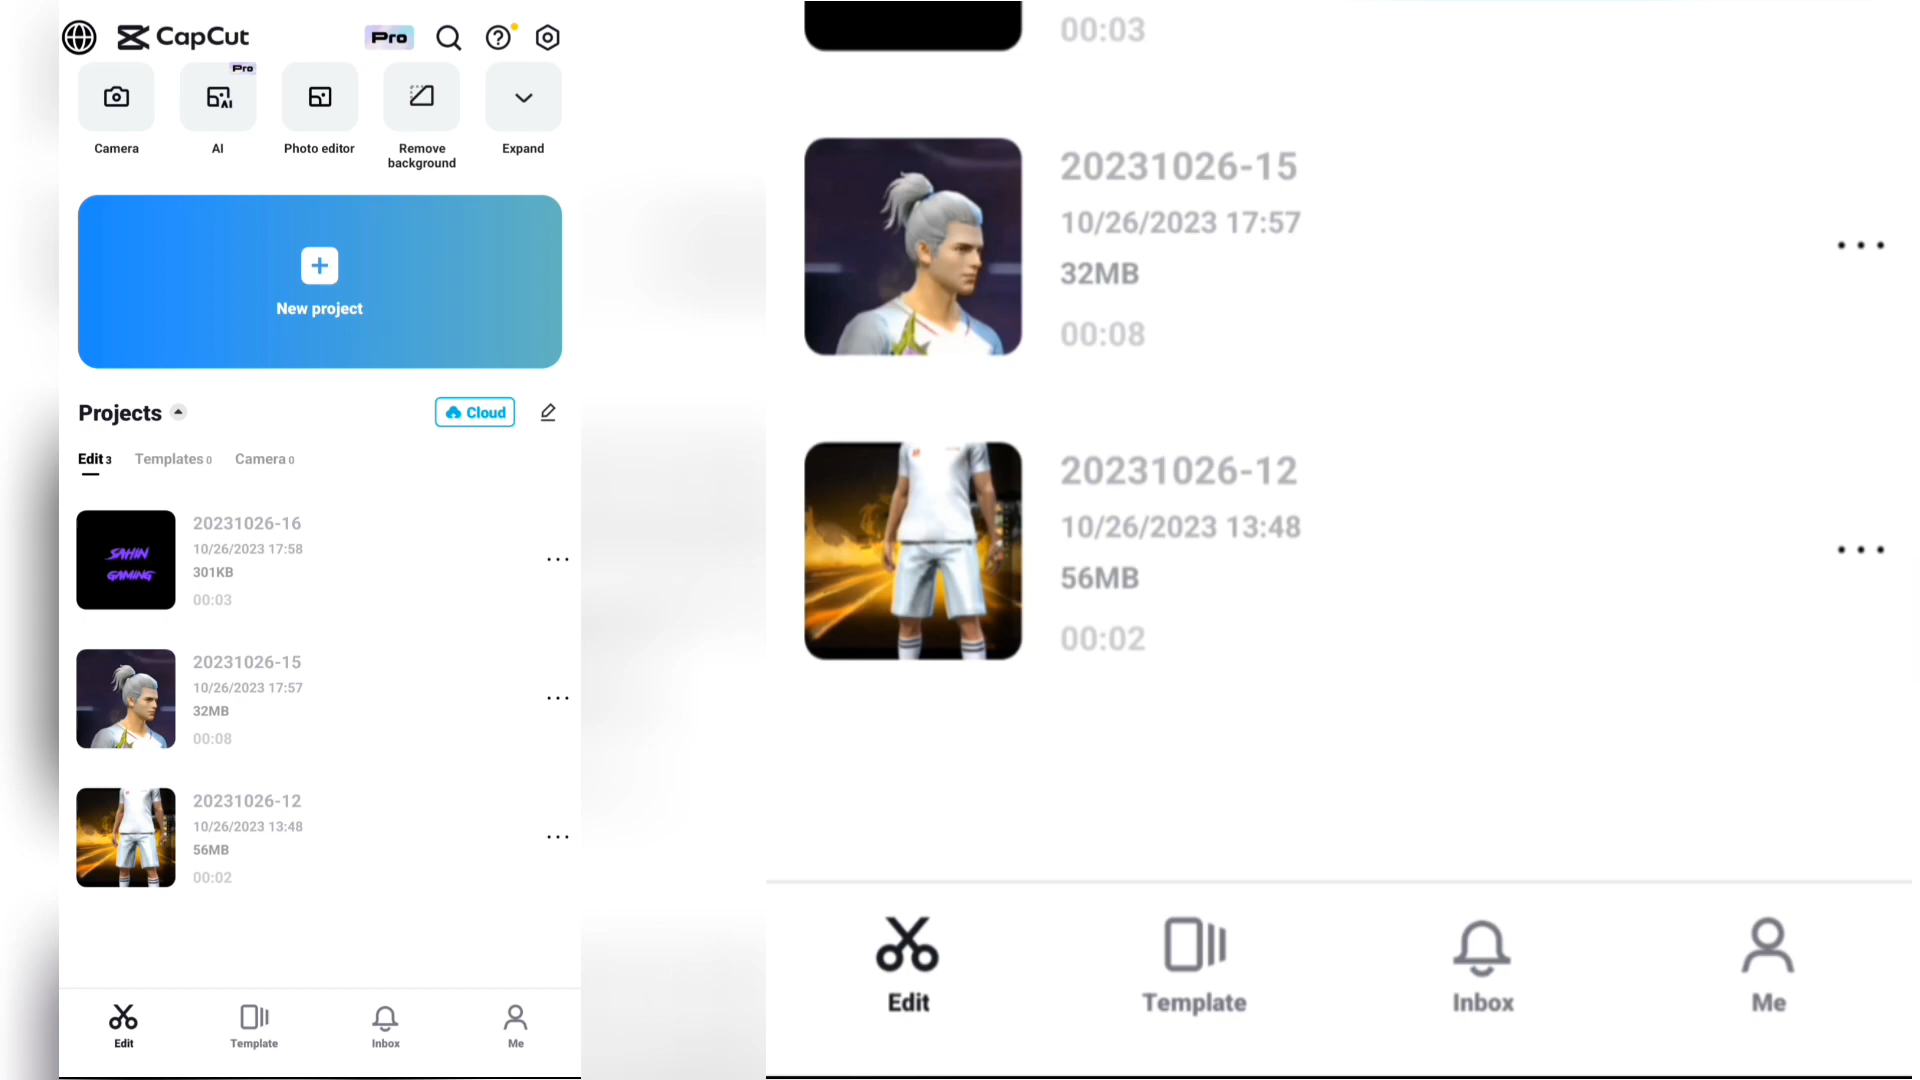 CapCut
Pro
Pro
Camera
AI
AI
Photo editor
Remove
background
Expand
New project
Projects
Cloud
Edit 3
Templates 0
Camera 0
SAHIN
GAMING
20231026-16
10/26/2023 17:58
301KB
00:03
20231026-15
10/26/2023 17:57
32MB
00:08
20231026-12
10/26/2023 13:48
56MB
00:02
Edit
Template
Inbox
Me
00:03
20231026-15
10/26/2023 17:57
32MB
00:08
20231026-12
10/26/2023 13:48
56MB
00:02
Edit
Template
Inbox
Me